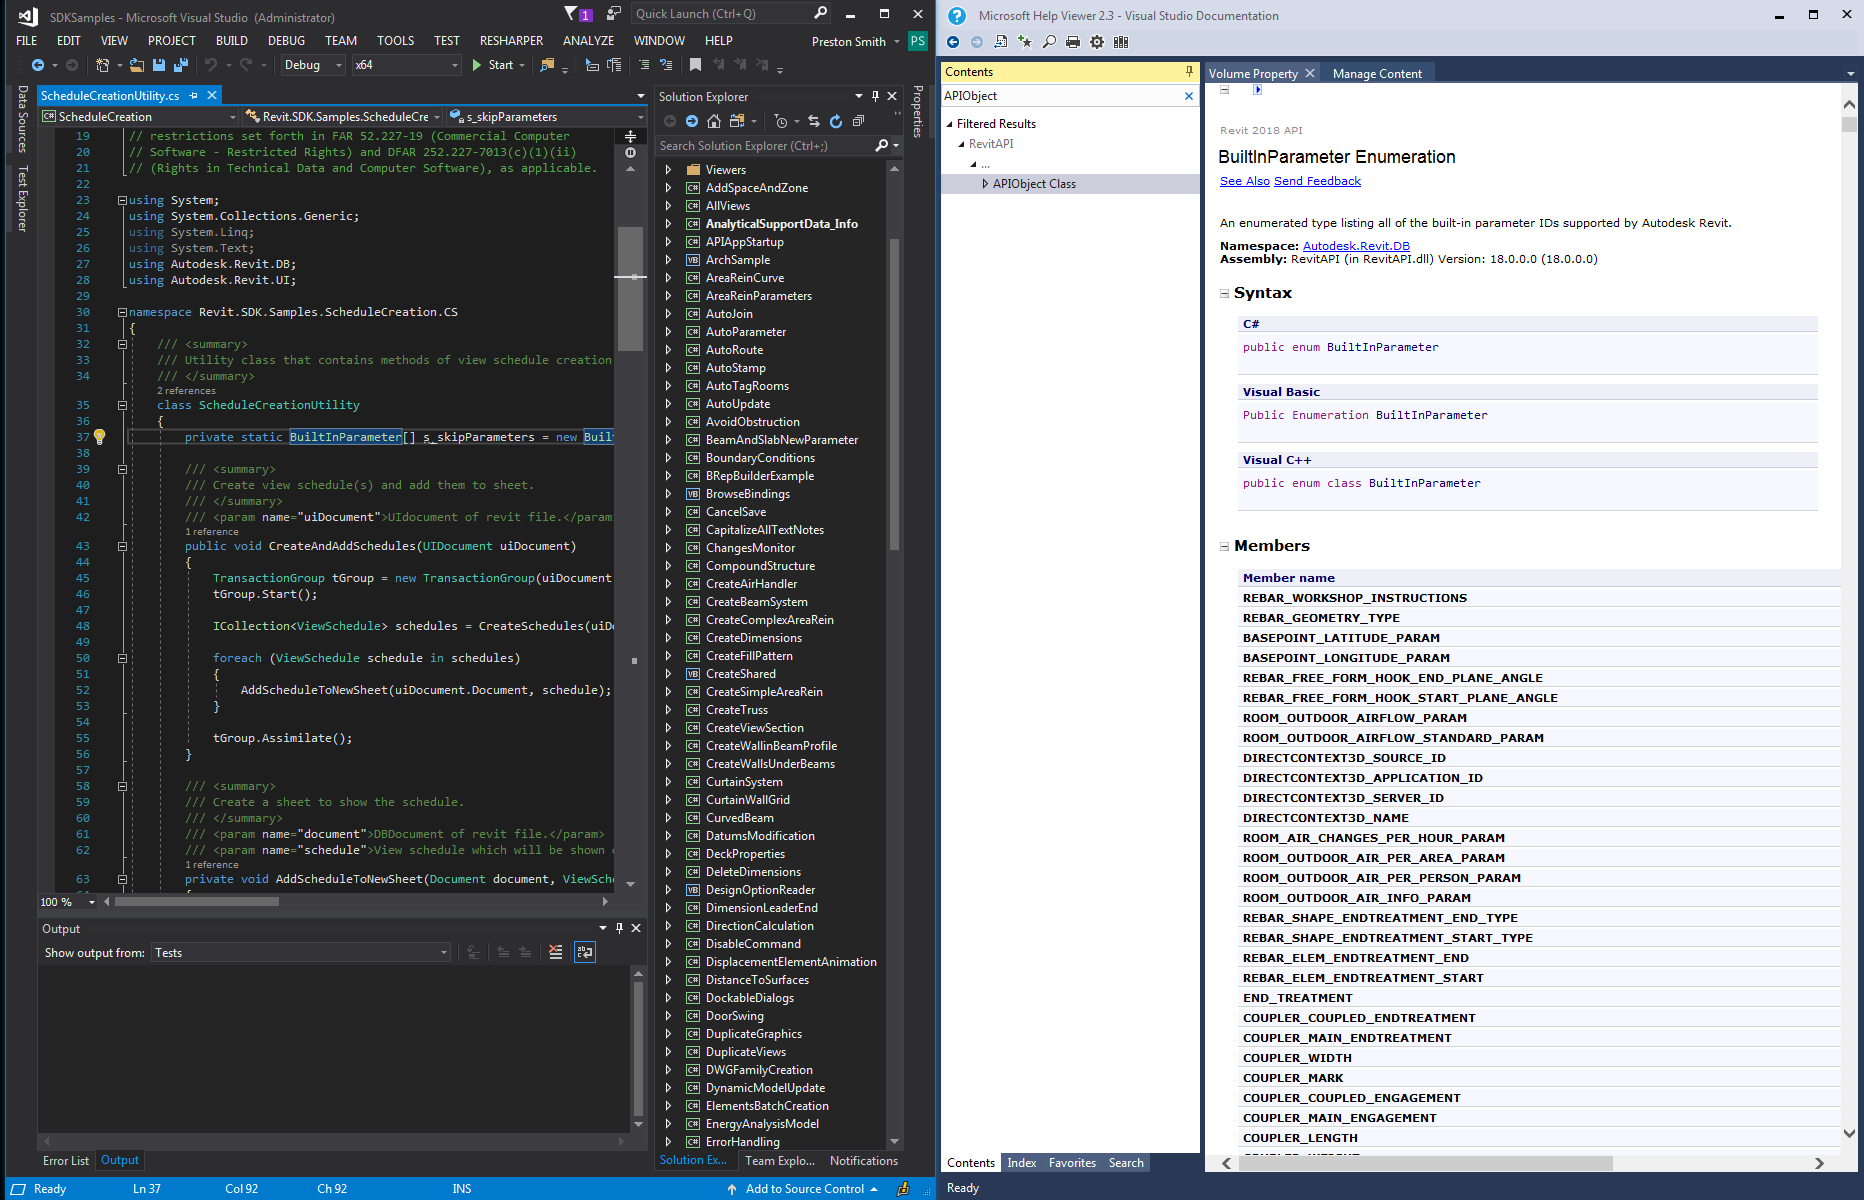 SDKSamples - Microsoft Visual Studio (Administrator)
1
Quick Launch (Ctrl+Q)
FILE EDIT VIEW PROJECT BUILD DEBUG TEAM TOOLS TEST RESHARPER ANALYZE WINDOW HELP
Preston Smith
PS
Debug
x64
Start
Data Sources
Test Explorer
ScheduleCreationUtility.cs
ScheduleCreation
Revit.SDK.Samples.ScheduleCre
s_skipParameters
19 // restrictions set forth in FAR 52.227-19 (Commercial Computer
20 // Software - Restricted Rights) and DFAR 252.227-7013(c)(1)(ii)
21 // (Rights in Technical Data and Computer Software), as applicable.
22
23 using System;
24 using System.Collections.Generic;
25 using System.Linq;
26 using System.Text;
27 using Autodesk.Revit.DB;
28 using Autodesk.Revit.UI;
29
30 namespace Revit.SDK.Samples.ScheduleCreation.CS
31 {
32 /// <summary>
33 /// Utility class that contains methods of view schedule creation
34 /// </summary>
2 references
35 class ScheduleCreationUtility
36 {
37 private static BuiltInParameter[] s_skipParameters = new Buil
38
39 /// <summary>
40 /// Create view schedule(s) and add them to sheet.
41 /// </summary>
42 /// <param name="uiDocument">UIdocument of revit file.</param
1 reference
43 public void CreateAndAddSchedules(UIDocument uiDocument)
44 {
45 TransactionGroup tGroup = new TransactionGroup(uiDocument
46 tGroup.Start();
47
48 ICollection<ViewSchedule> schedules = CreateSchedules(uiD
49
50 foreach (ViewSchedule schedule in schedules)
51 {
52 AddScheduleToNewSheet(uiDocument.Document, schedule);
53 }
54
55 tGroup.Assimilate();
56 }
57
58 /// <summary>
59 /// Create a sheet to show the schedule.
60 /// </summary>
61 /// <param name="document">DBDocument of revit file.</param>
62 /// <param name="schedule">View schedule which will be shown
1 reference
63 private void AddScheduleToNewSheet(Document document, ViewSch
{
100 %
Output
Show output from: Tests
Error List Output
Solution Explorer
Search Solution Explorer (Ctrl+;)
Viewers
C# AddSpaceAndZone
C# AllViews
C# AnalyticalSupportData_Info
C# APIAppStartup
VB ArchSample
C# AreaReinCurve
C# AreaReinParameters
C# AutoJoin
C# AutoParameter
C# AutoRoute
C# AutoStamp
C# AutoTagRooms
C# AutoUpdate
C# AvoidObstruction
C# BeamAndSlabNewParameter
C# BoundaryConditions
C# BRepBuilderExample
VB BrowseBindings
C# CancelSave
C# CapitalizeAllTextNotes
C# ChangesMonitor
C# CompoundStructure
C# CreateAirHandler
C# CreateBeamSystem
C# CreateComplexAreaRein
C# CreateDimensions
C# CreateFillPattern
VB CreateShared
C# CreateSimpleAreaRein
C# CreateTruss
C# CreateViewSection
C# CreateWallinBeamProfile
C# CreateWallsUnderBeams
C# CurtainSystem
C# CurtainWallGrid
C# CurvedBeam
C# DatumsModification
C# DeckProperties
C# DeleteDimensions
VB DesignOptionReader
C# DimensionLeaderEnd
C# DirectionCalculation
C# DisableCommand
C# DisplacementElementAnimation
C# DistanceToSurfaces
C# DockableDialogs
C# DoorSwing
C# DuplicateGraphics
C# DuplicateViews
C# DWGFamilyCreation
C# DynamicModelUpdate
C# ElementsBatchCreation
C# EnergyAnalysisModel
C# ErrorHandling
Solution Ex... Team Explo... Notifications
Properties
Ready Ln 37 Col 92 Ch 92 INS Add to Source Control
Microsoft Help Viewer 2.3 - Visual Studio Documentation
Contents
APIObject
Filtered Results
RevitAPI
...
APIObject Class
Contents Index Favorites Search
Ready
Volume Property Manage Content
Revit 2018 API
BuiltInParameter Enumeration
See Also Send Feedback
An enumerated type listing all of the built-in parameter IDs supported by Autodesk Revit.
Namespace: Autodesk.Revit.DB
Assembly: RevitAPI (in RevitAPI.dll) Version: 18.0.0.0 (18.0.0.0)
Syntax
C#
public enum BuiltInParameter
Visual Basic
Public Enumeration BuiltInParameter
Visual C++
public enum class BuiltInParameter
Members
Member name
REBAR_WORKSHOP_INSTRUCTIONS
REBAR_GEOMETRY_TYPE
BASEPOINT_LATITUDE_PARAM
BASEPOINT_LONGITUDE_PARAM
REBAR_FREE_FORM_HOOK_END_PLANE_ANGLE
REBAR_FREE_FORM_HOOK_START_PLANE_ANGLE
ROOM_OUTDOOR_AIRFLOW_PARAM
ROOM_OUTDOOR_AIRFLOW_STANDARD_PARAM
DIRECTCONTEXT3D_SOURCE_ID
DIRECTCONTEXT3D_APPLICATION_ID
DIRECTCONTEXT3D_SERVER_ID
DIRECTCONTEXT3D_NAME
ROOM_AIR_CHANGES_PER_HOUR_PARAM
ROOM_OUTDOOR_AIR_PER_AREA_PARAM
ROOM_OUTDOOR_AIR_PER_PERSON_PARAM
ROOM_OUTDOOR_AIR_INFO_PARAM
REBAR_SHAPE_ENDTREATMENT_END_TYPE
REBAR_SHAPE_ENDTREATMENT_START_TYPE
REBAR_ELEM_ENDTREATMENT_END
REBAR_ELEM_ENDTREATMENT_START
END_TREATMENT
COUPLER_COUPLED_ENDTREATMENT
COUPLER_MAIN_ENDTREATMENT
COUPLER_WIDTH
COUPLER_MARK
COUPLER_COUPLED_ENGAGEMENT
COUPLER_MAIN_ENGAGEMENT
COUPLER_LENGTH